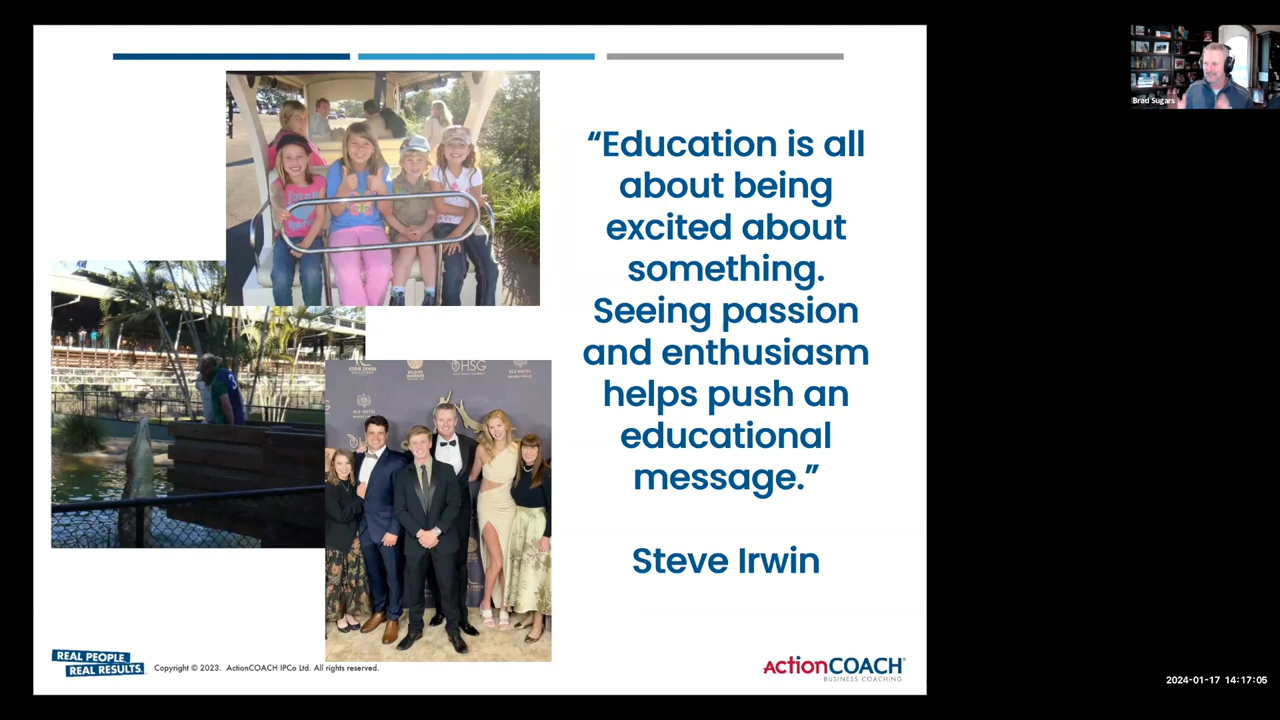 “Education is all
about being
excited about
something.
Seeing passion
and enthusiasm
helps push an
educational
message.”
Steve Irwin
HSG
REAL PEOPLE.
REAL RESULTS.
Copyright © 2023. ActionCOACH IPCo Ltd. All rights reserved.
actionCOACH
BUSINESS COACHING
Brad Sugars
2024-01-17 14:17:05